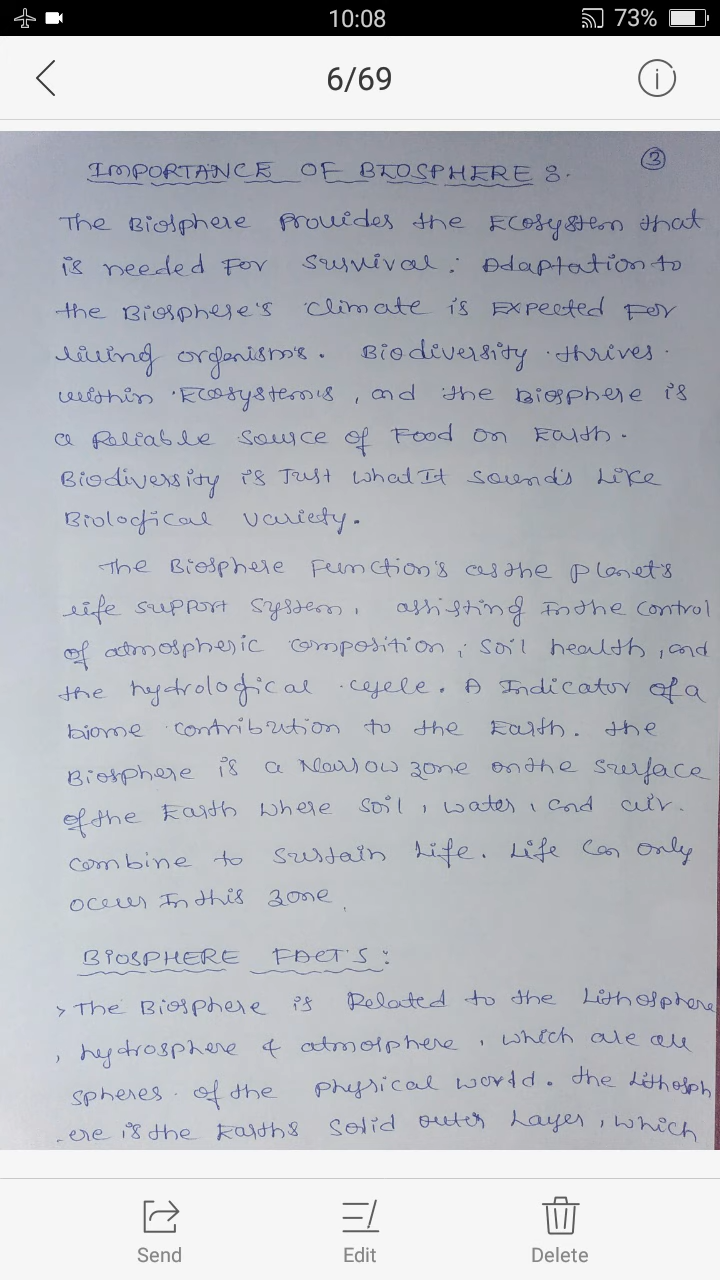 10:08
73%
6/69
3
IMPORTANCE OF BIOSPHERE :.
The Biosphere Provides the Ecosystem that
is needed For Survival. Adaptation to
the Biosphere's climate is Expected For
living organism's. Biodiversity thrives
within Ecosystem's, and the Biosphere is
a Reliable Source of Food on Earth.
Biodiversity is Just what It sound's Like
Biological variety.
The Biosphere Function's as the planet's
life support system, assisting In the control
of atmospheric composition, soil health, and
the hydrological cycle. A Indicator of a
biome contribution to the Earth. the
Biosphere is a Narrow zone on the surface
of the Earth where soil, water, and air.
combine to sustain Life. Life can only
occur In this zone.
BIOSPHERE FACT'S:
> The Biosphere is Related to the Lithosphere
, hydrosphere & atmosphere, which are all
spheres of the physical world. the Lithosph
-ere is the Earths Solid outer Layer, which
Send
Edit
Delete